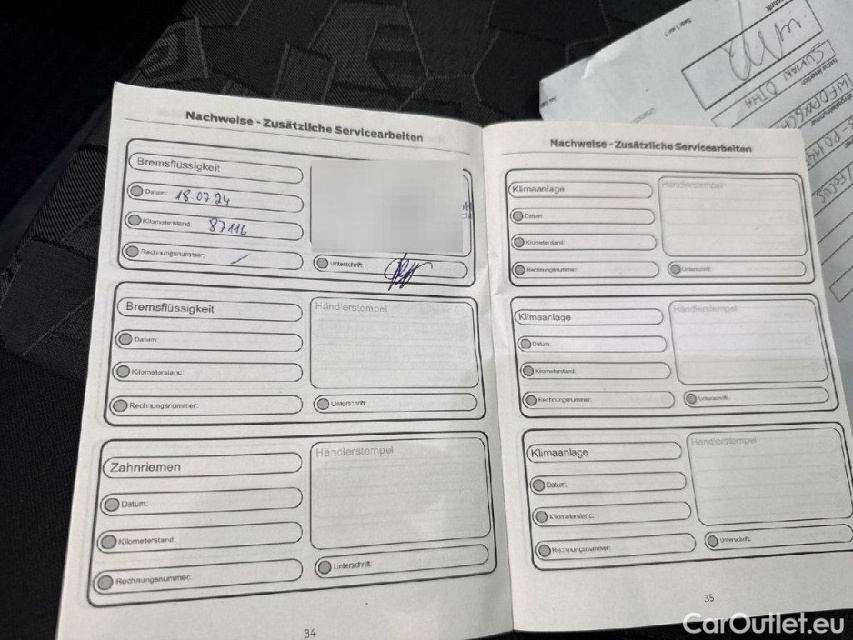 Nachweise - Zusätzliche Servicearbeiten
Bremsflüssigkeit
Datum: 18.07.24
Kilometerstand: 87116
Rechnungsnummer:
Unterschrift:
Bremsflüssigkeit
Händlerstempel
Datum:
Kilometerstand:
Rechnungsnummer:
Unterschrift:
Zahnriemen
Händlerstempel
Datum:
Kilometerstand:
Rechnungsnummer:
Unterschrift:
34
Nachweise - Zusätzliche Servicearbeiten
Klimaanlage
Händlerstempel
Datum:
Kilometerstand:
Rechnungsnummer:
Unterschrift:
Klimaanlage
Händlerstempel
Datum:
Kilometerstand:
Rechnungsnummer:
Unterschrift:
Klimaanlage
Händlerstempel
Datum:
Kilometerstand:
Rechnungsnummer:
Unterschrift:
35
CarOutlet.eu